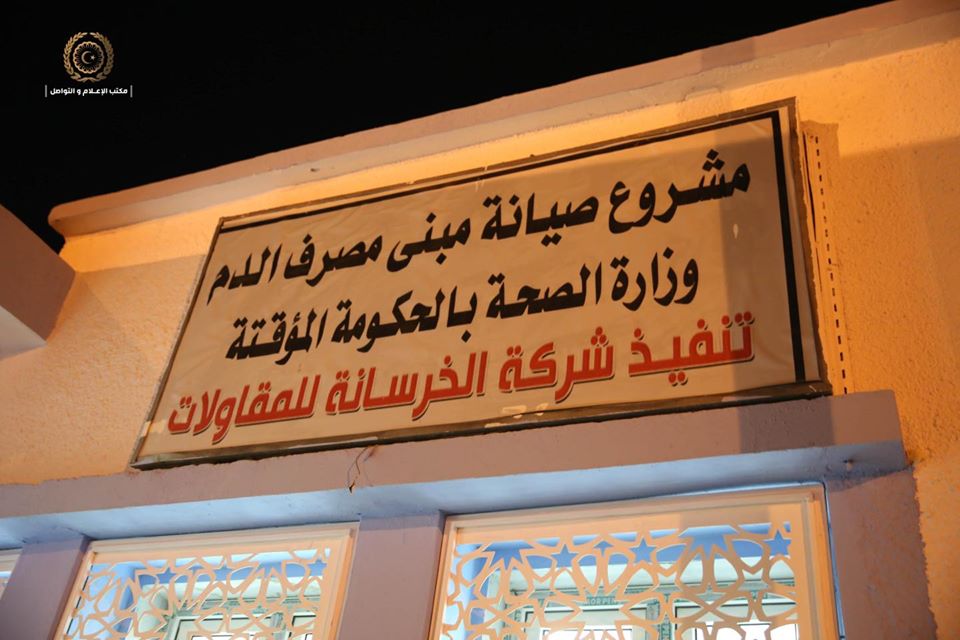 مكتب الإعلام و التواصل
مشروع صيانة مبنى مصرف الدم
وزارة الصحة بالحكومة المؤقتة
تنفيذ شركة الخرسانة للمقاولات